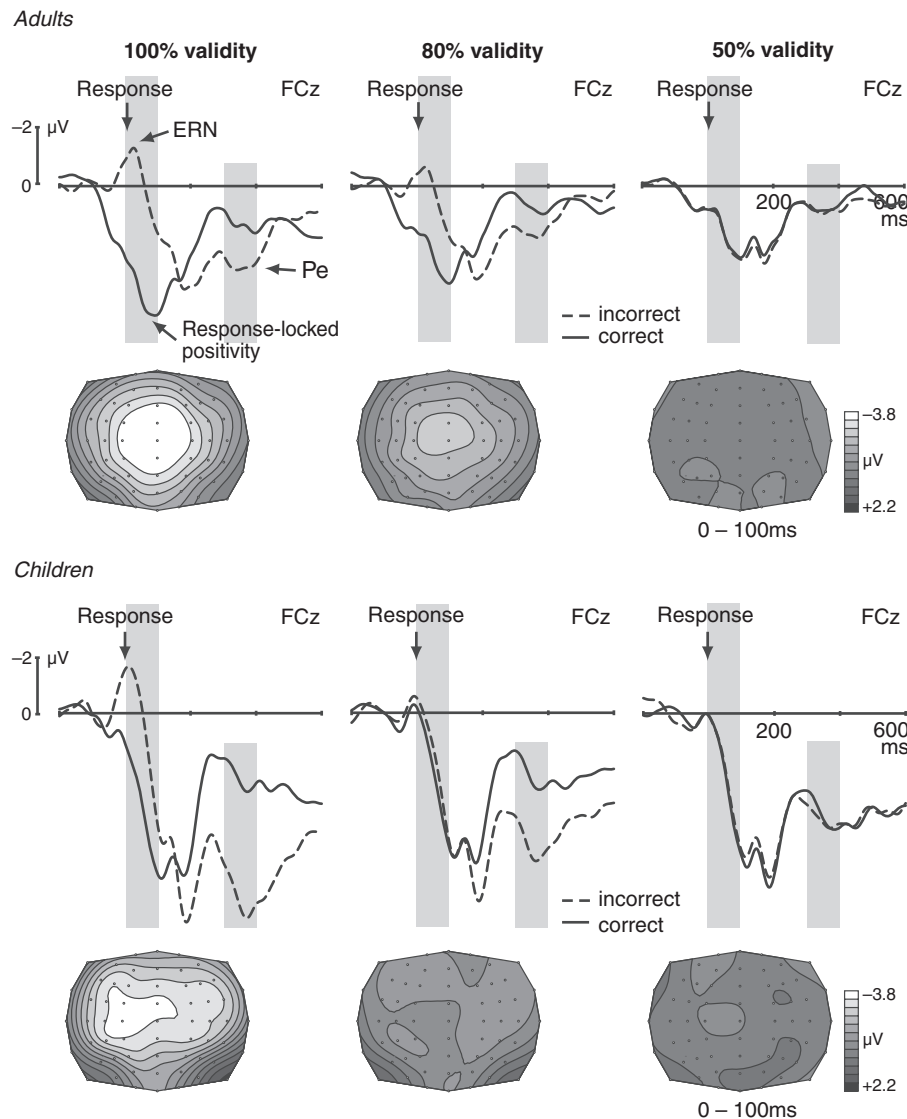 Adults
100% validity 80% validity 50% validity
Response FCz Response FCz Response FCz
–2 µV
ERN
0
200 600
ms
Pe
incorrect
correct
Response-locked
positivity
–3.8
µV
+2.2
0 – 100ms
Children
Response FCz Response FCz Response FCz
–2 µV
0
200 600
ms
incorrect
correct
–3.8
µV
+2.2
0 – 100ms